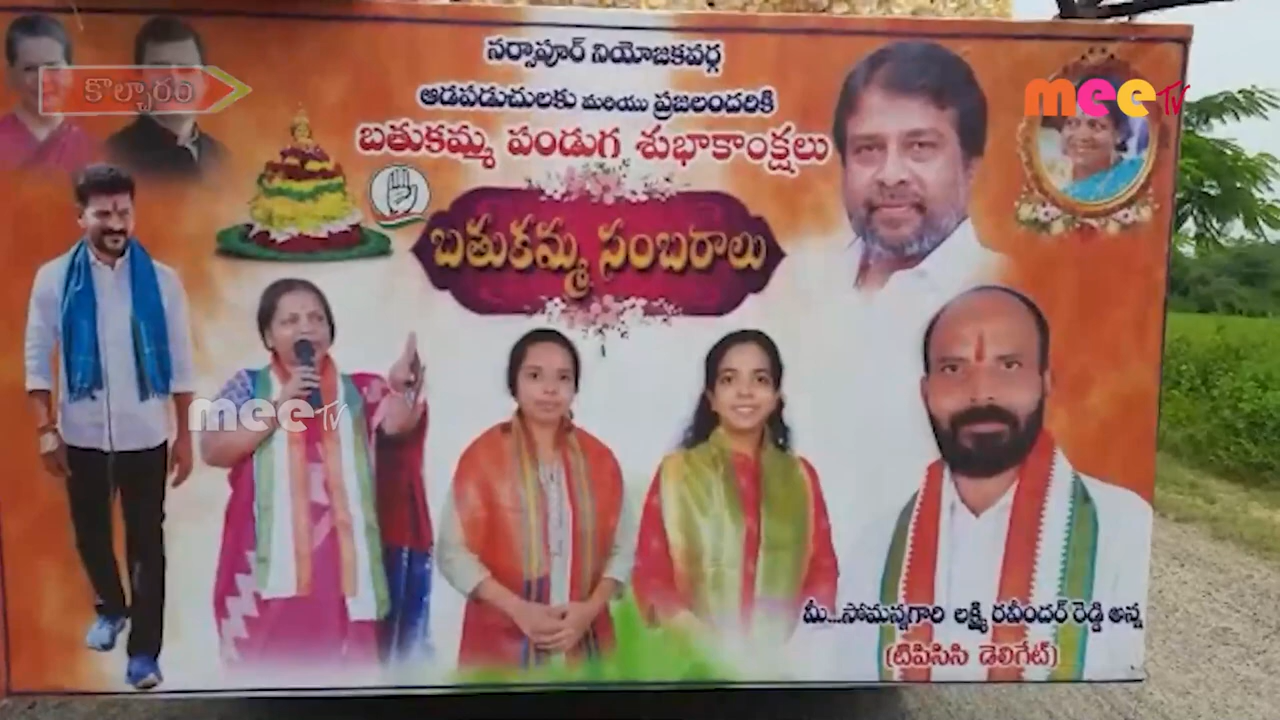 కొల్చారం
నర్సాపూర్ నియోజకవర్గ
ఆడపడుచులకు మరియు ప్రజలందరికి
బతుకమ్మ పండుగ శుభాకాంక్షలు
బతుకమ్మ సంబరాలు
meeTV
MEETV
మీ...సోమన్నగారి లక్ష్మి రవీందర్ రెడ్డి అన్న
(టిపిసిసి డెలిగేట్)